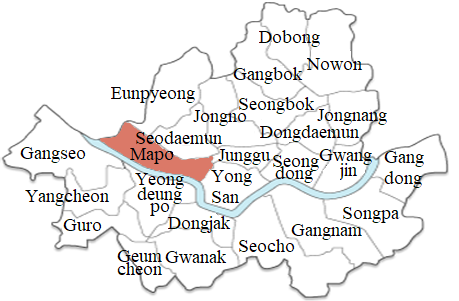 Dobong
Nowon
Gangbok
Eunpyeong
Seongbok
Jongno
Jongnang
Dongdaemun
Seodaemun
Mapo
Junggu
Seong
dong
Gwang
jin
Gang
dong
Gangseo
Yong
San
Yeong
deung
po
Yangcheon
Guro
Dongjak
Songpa
Gangnam
Seocho
Geum
cheon
Gwanak